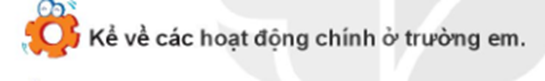 Kể về các hoạt động chính ở trường em.